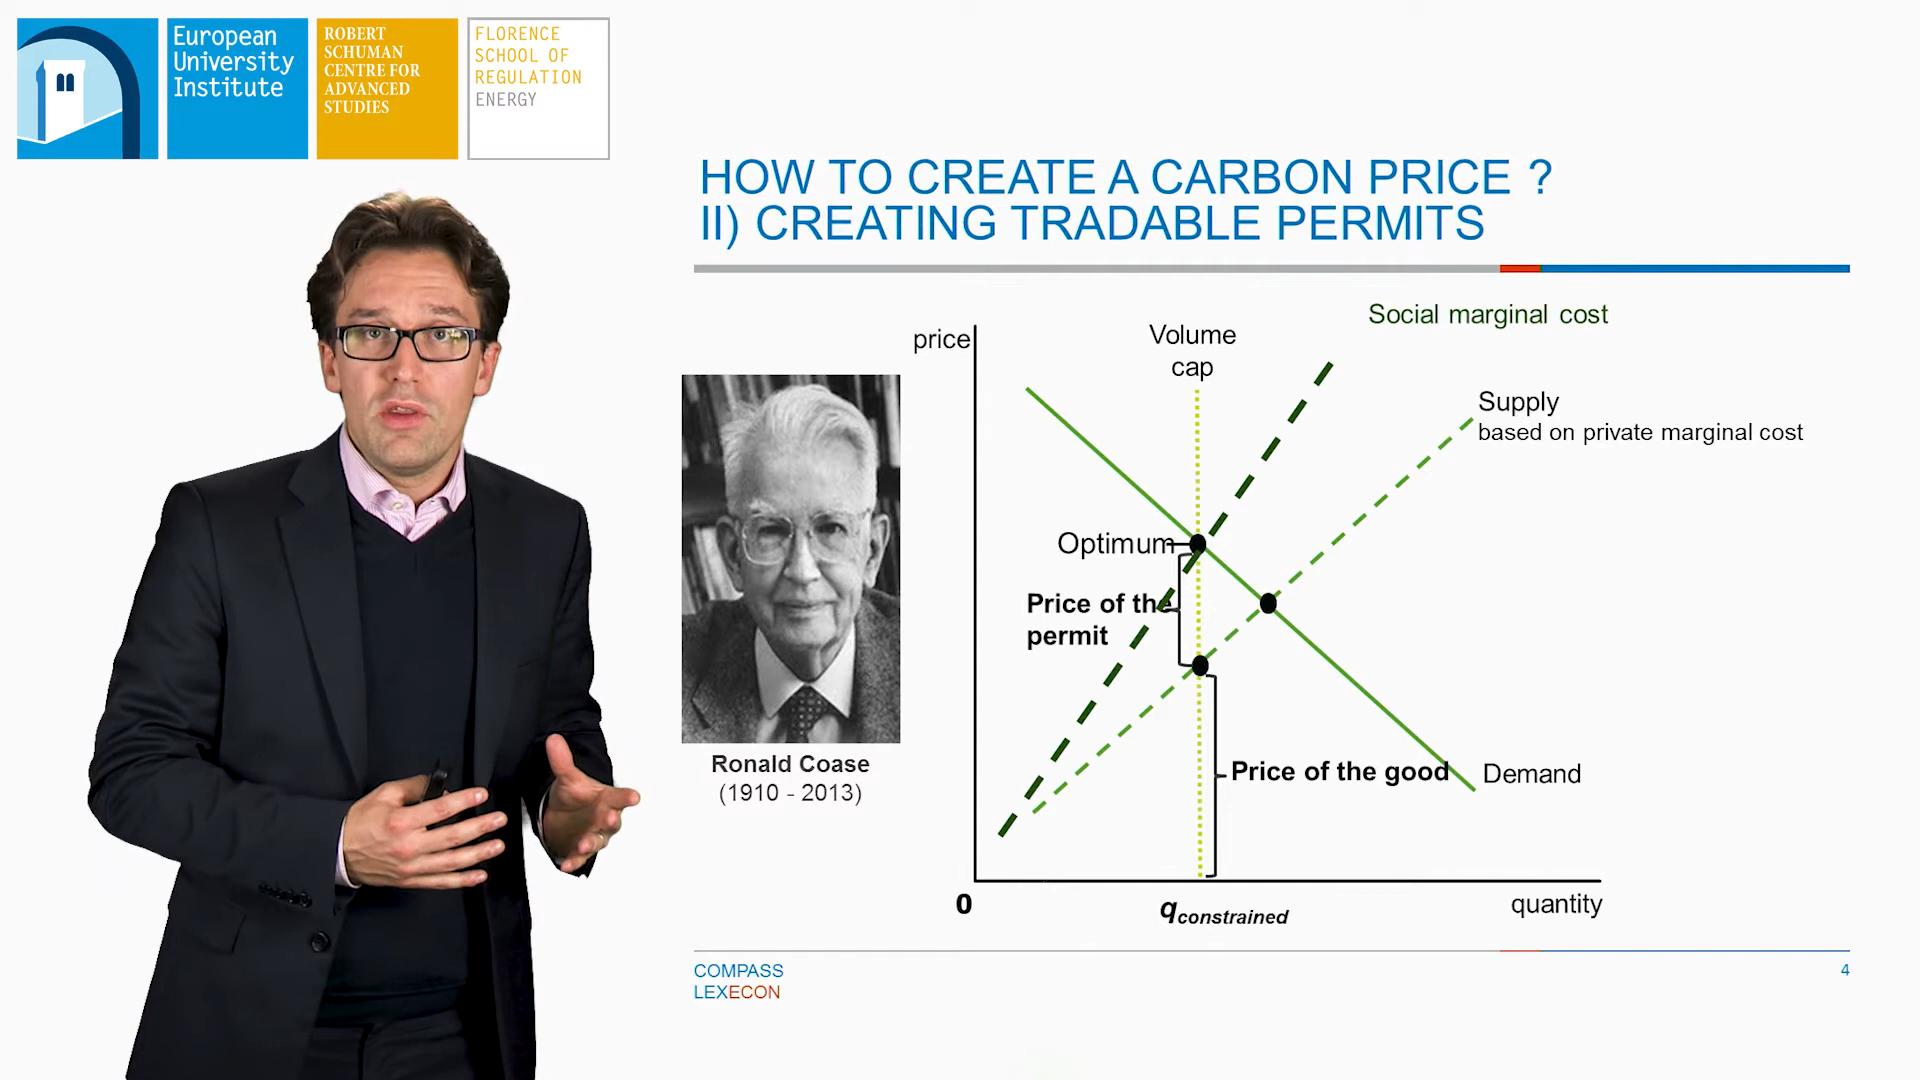 European
University
Institute
ROBERT
SCHUMAN
CENTRE FOR
ADVANCED
STUDIES
FLORENCE
SCHOOL OF
REGULATION
ENERGY
HOW TO CREATE A CARBON PRICE ?
II) CREATING TRADABLE PERMITS
Social marginal cost
price
Volume
cap
Supply
based on private marginal cost
Optimum
Price of the
permit
Ronald Coase
(1910 - 2013)
Price of the good
Demand
0
qconstrained
quantity
COMPASS
LEXECON
4